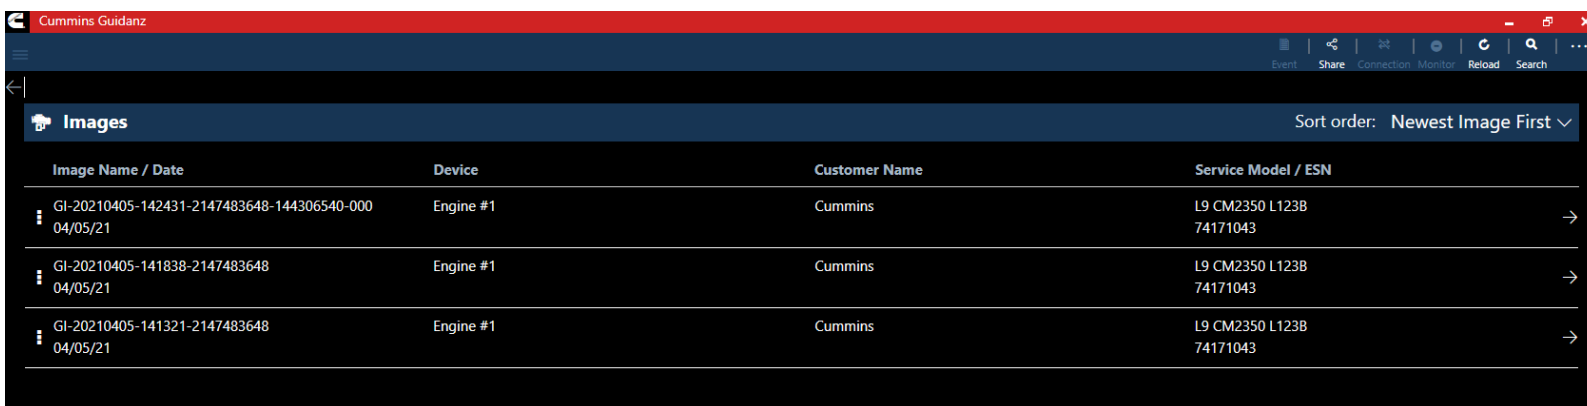 Cummins Guidanz
Event Share Connection Monitor Reload Search
Images Sort order: Newest Image First
Image Name / Date Device Customer Name Service Model / ESN
GI-20210405-142431-2147483648-144306540-000 Engine #1 Cummins L9 CM2350 L123B
04/05/21 74171043
GI-20210405-141838-2147483648 Engine #1 Cummins L9 CM2350 L123B
04/05/21 74171043
GI-20210405-141321-2147483648 Engine #1 Cummins L9 CM2350 L123B
04/05/21 74171043